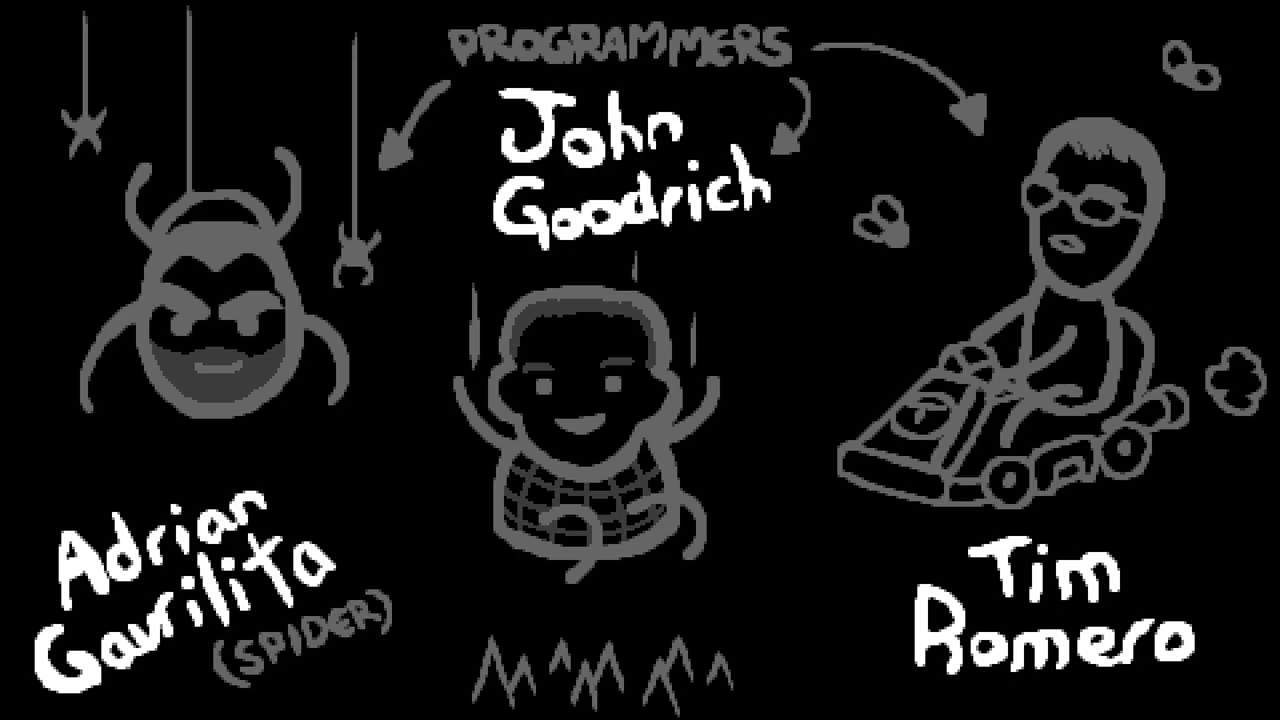 PROGRAMMERS
John
Goodrich
Adrian
Gavrilita
(SPIDER)
Tim
Romero